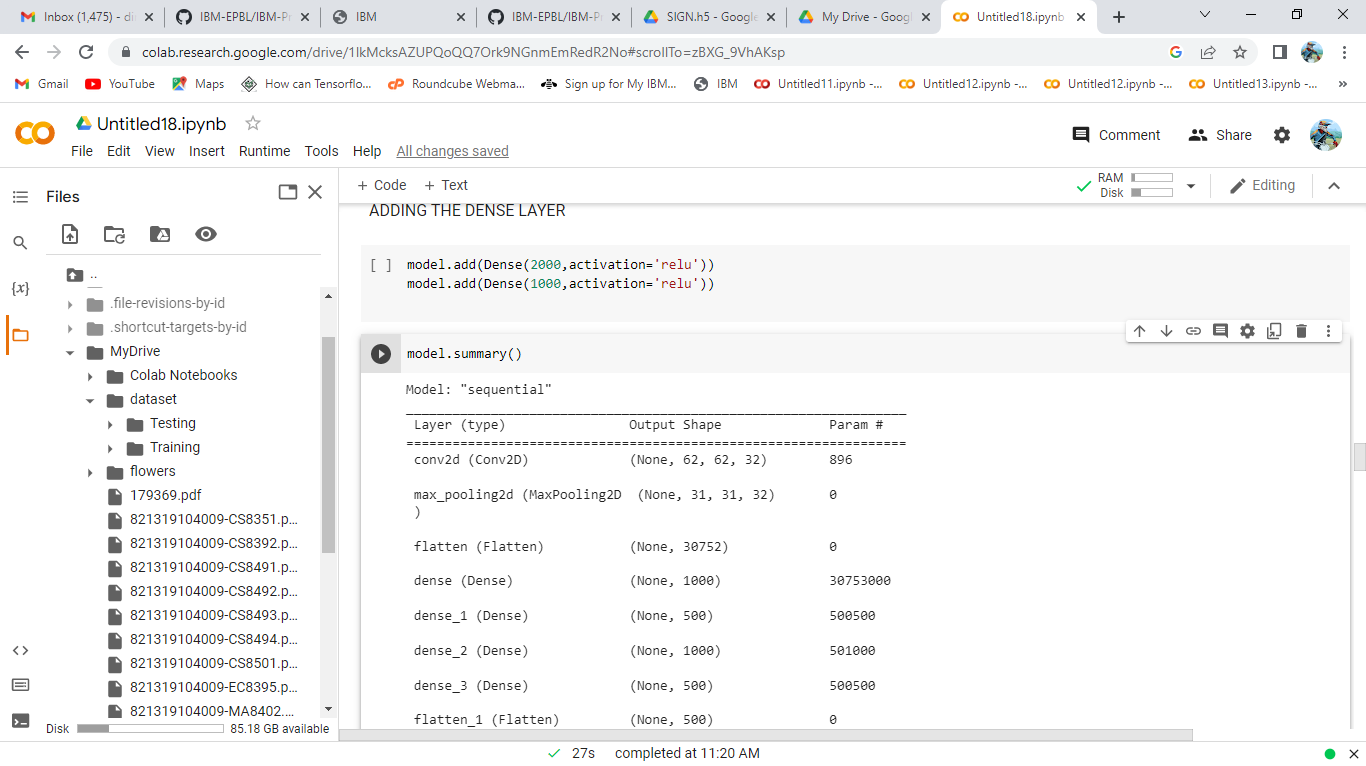 Inbox (1,475) - di
IBM-EPBL/IBM-Pr
IBM
IBM-EPBL/IBM-Pr
SIGN.h5 - Google
My Drive - Googl
Untitled18.ipynb
colab.research.google.com/drive/1IkMcksAZUPQoQQ7Ork9NGnmEmRedR2No#scrollTo=zBXG_9VhAKsp
Gmail
YouTube
Maps
How can Tensorflo...
Roundcube Webma...
Sign up for My IBM...
IBM
Untitled11.ipynb -...
Untitled12.ipynb -...
Untitled12.ipynb -...
Untitled13.ipynb -...
»
Untitled18.ipynb
File Edit View Insert Runtime Tools Help All changes saved
Comment
Share
Files
+ Code + Text
RAM
Disk
Editing
{x}
..
.file-revisions-by-id
.shortcut-targets-by-id
MyDrive
Colab Notebooks
dataset
Testing
Training
flowers
179369.pdf
821319104009-CS8351.p...
821319104009-CS8392.p...
821319104009-CS8491.p...
821319104009-CS8492.p...
821319104009-CS8493.p...
821319104009-CS8494.p...
821319104009-CS8501.p...
821319104009-EC8395.p...
821319104009-MA8402....
Disk 85.18 GB available
ADDING THE DENSE LAYER
[ ] model.add(Dense(2000,activation='relu'))
model.add(Dense(1000,activation='relu'))
model.summary()
Model: "sequential"
Layer (type) Output Shape Param #
=================================================================
conv2d (Conv2D) (None, 62, 62, 32) 896
max_pooling2d (MaxPooling2D (None, 31, 31, 32) 0
)
flatten (Flatten) (None, 30752) 0
dense (Dense) (None, 1000) 30753000
dense_1 (Dense) (None, 500) 500500
dense_2 (Dense) (None, 1000) 501000
dense_3 (Dense) (None, 500) 500500
flatten_1 (Flatten) (None, 500) 0
27s completed at 11:20 AM